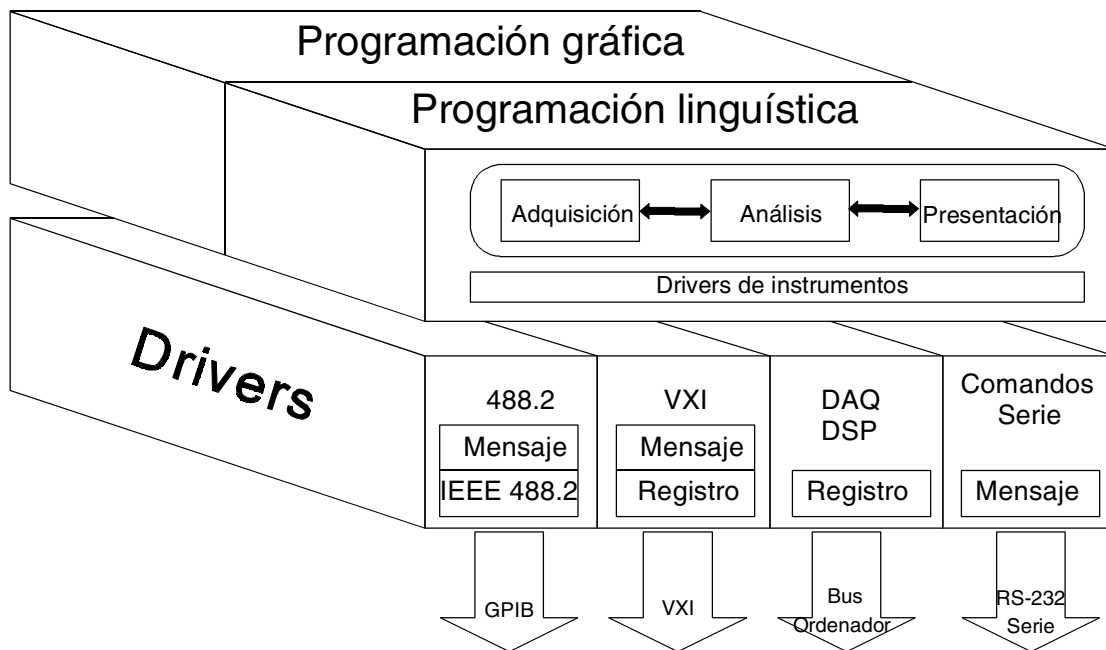 Programación gráfica
Programación linguística
Adquisición
Análisis
Presentación
Drivers de instrumentos
Drivers
488.2
Mensaje
IEEE 488.2
VXI
Mensaje
Registro
DAQ
DSP
Registro
Comandos
Serie
Mensaje
GPIB
VXI
Bus
Ordenador
RS-232
Serie